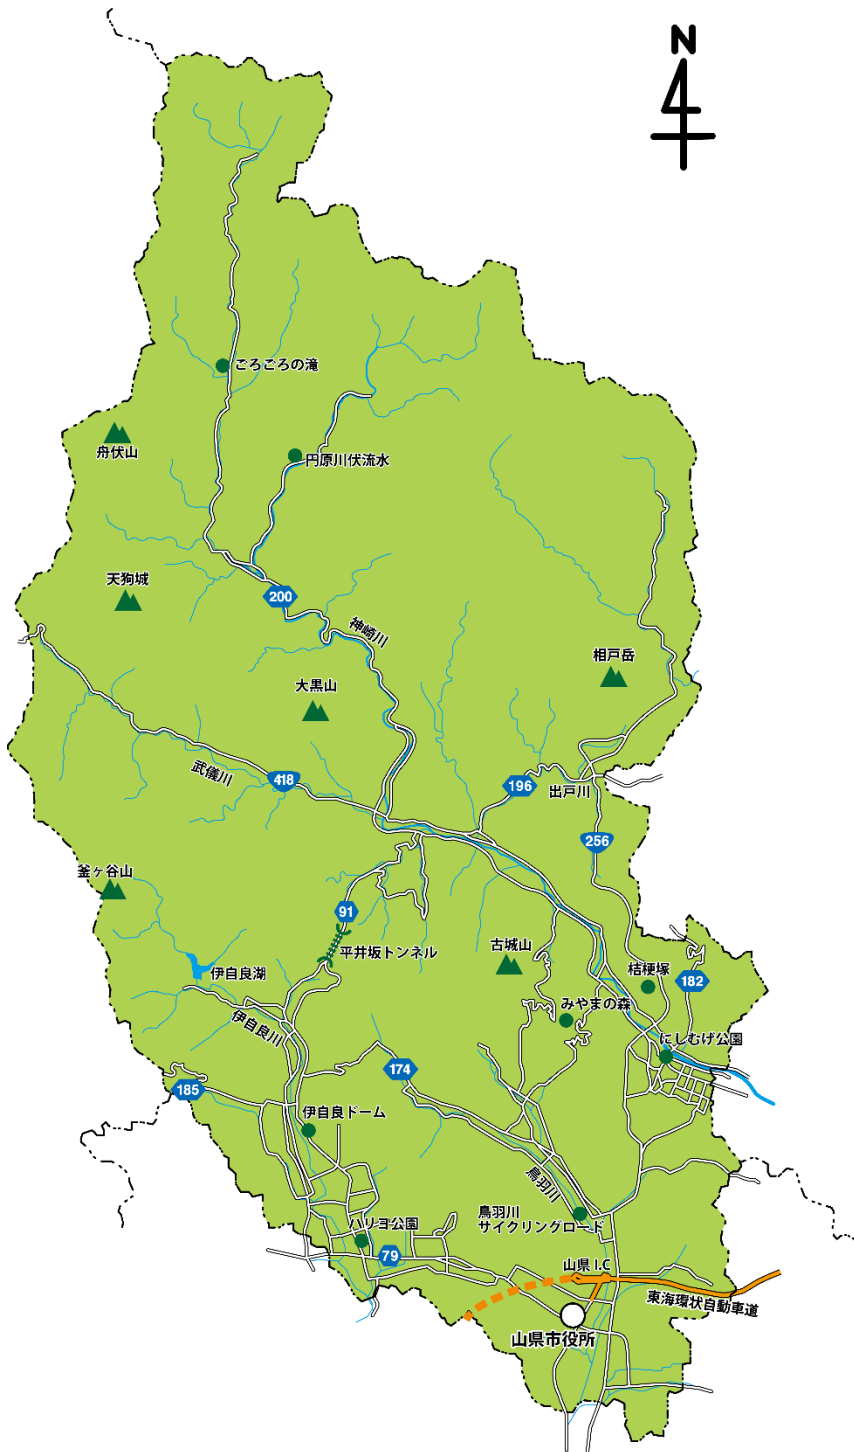 N
ごろごろの滝
舟伏山
円原川伏流水
天狗城
200
神崎川
相戸岳
大黒山
武儀川
418
196
出戸川
256
釜ヶ谷山
91
平井坂トンネル
古城山
伊自良湖
桔梗塚
182
みやまの森
伊自良川
にしむげ公園
174
185
伊自良ドーム
鳥羽川
鳥羽川
サイクリングロード
ハリヨ公園
79
山県 I.C
東海環状自動車道
山県市役所